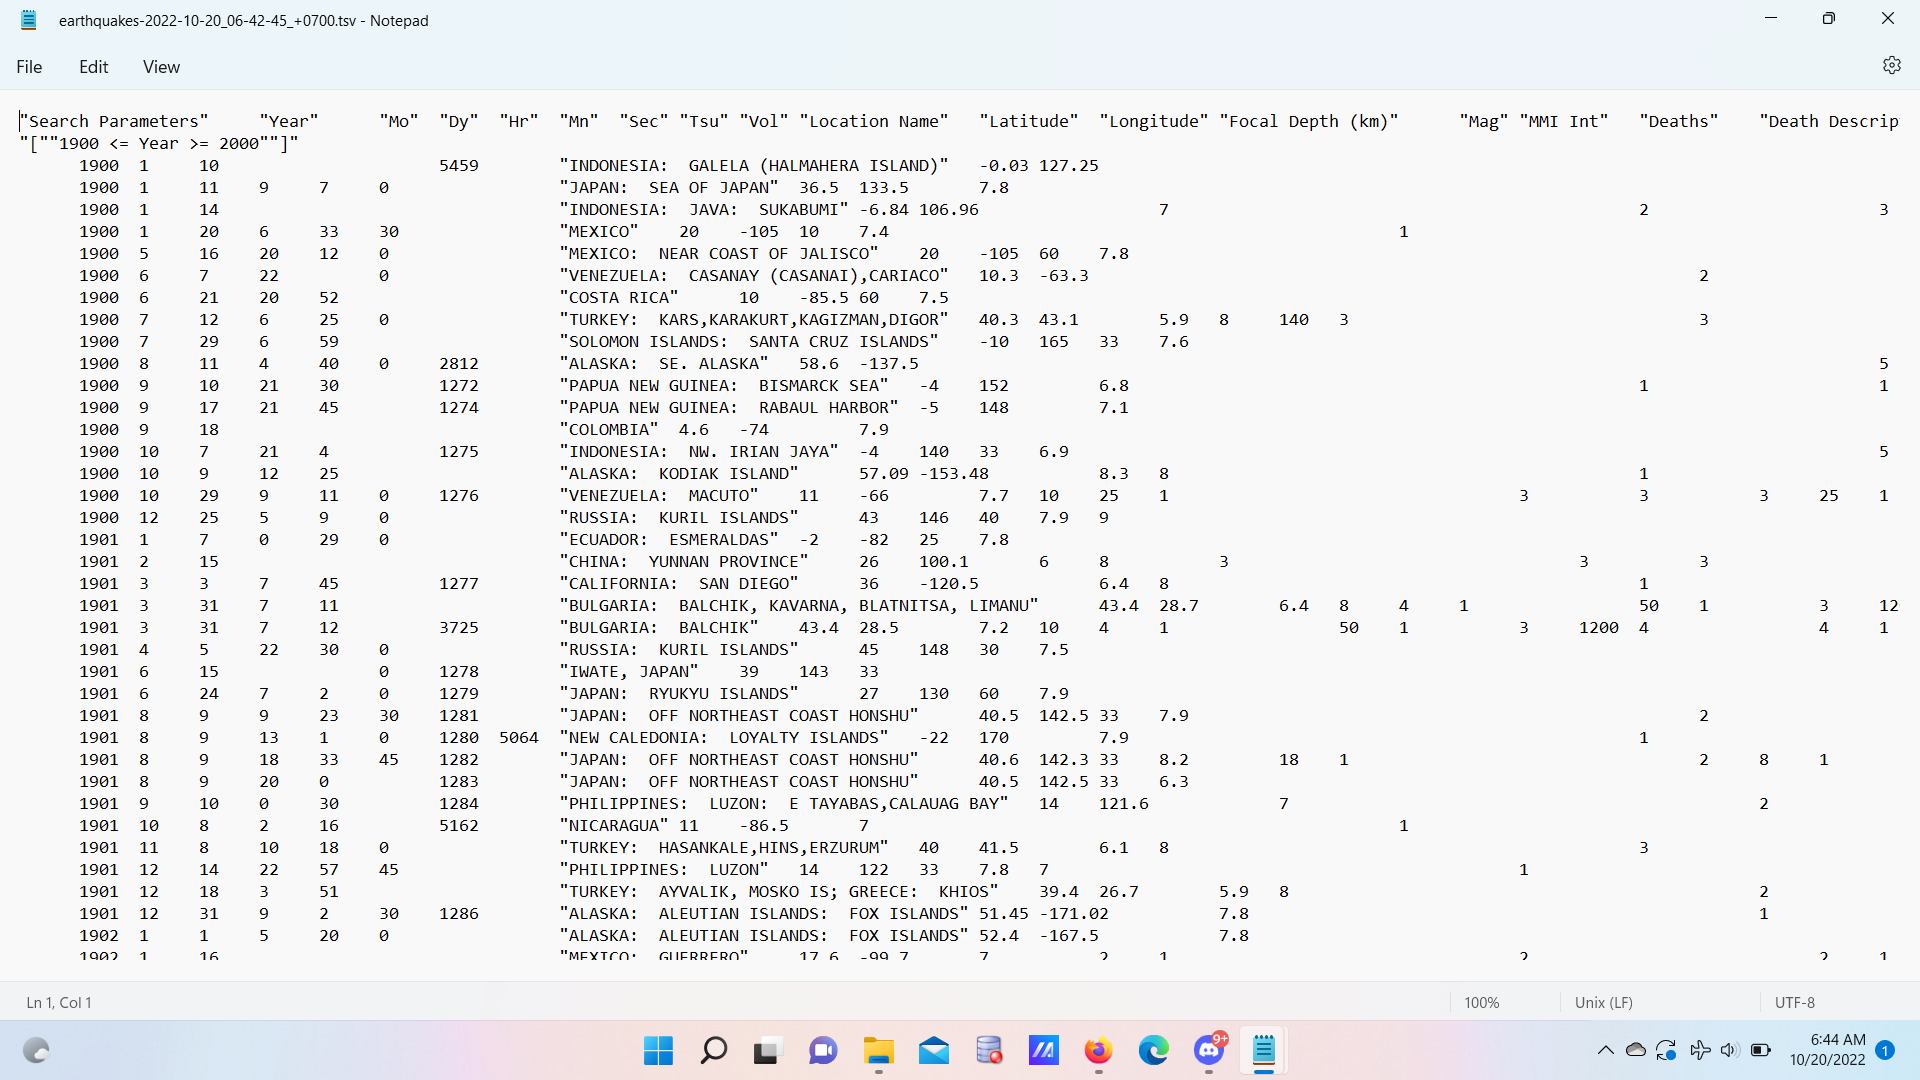 earthquakes-2022-10-20_06-42-45_+0700.tsv - Notepad
File Edit View
"Search Parameters" "Year" "Mo" "Dy" "Hr" "Mn" "Sec" "Tsu" "Vol" "Location Name" "Latitude" "Longitude" "Focal Depth (km)" "Mag" "MMI Int" "Deaths" "Death Descrip
"[""1900 <= Year >= 2000""]"
1900 1 10 5459 "INDONESIA:  GALELA (HALMAHERA ISLAND)" -0.03 127.25
1900 1 11 9 7 0 "JAPAN:  SEA OF JAPAN" 36.5 133.5 7.8
1900 1 14 "INDONESIA:  JAVA:  SUKABUMI" -6.84 106.96 7 2 3
1900 1 20 6 33 30 "MEXICO" 20 -105 10 7.4 1
1900 5 16 20 12 0 "MEXICO:  NEAR COAST OF JALISCO" 20 -105 60 7.8
1900 6 7 22 0 "VENEZUELA:  CASANAY (CASANAI),CARIACO" 10.3 -63.3 2
1900 6 21 20 52 "COSTA RICA" 10 -85.5 60 7.5
1900 7 12 6 25 0 "TURKEY:  KARS,KARAKURT,KAGIZMAN,DIGOR" 40.3 43.1 5.9 8 140 3 3
1900 7 29 6 59 "SOLOMON ISLANDS:  SANTA CRUZ ISLANDS" -10 165 33 7.6
1900 8 11 4 40 0 2812 "ALASKA:  SE. ALASKA" 58.6 -137.5 5
1900 9 10 21 30 1272 "PAPUA NEW GUINEA:  BISMARCK SEA" -4 152 6.8 1 1
1900 9 17 21 45 1274 "PAPUA NEW GUINEA:  RABAUL HARBOR" -5 148 7.1
1900 9 18 "COLOMBIA" 4.6 -74 7.9
1900 10 7 21 4 1275 "INDONESIA:  NW. IRIAN JAYA" -4 140 33 6.9 5
1900 10 9 12 25 "ALASKA:  KODIAK ISLAND" 57.09 -153.48 8.3 8 1
1900 10 29 9 11 0 1276 "VENEZUELA:  MACUTO" 11 -66 7.7 10 25 1 3 3 3 25 1
1900 12 25 5 9 0 "RUSSIA:  KURIL ISLANDS" 43 146 40 7.9 9
1901 1 7 0 29 0 "ECUADOR:  ESMERALDAS" -2 -82 25 7.8
1901 2 15 "CHINA:  YUNNAN PROVINCE" 26 100.1 6 8 3 3 3
1901 3 3 7 45 1277 "CALIFORNIA:  SAN DIEGO" 36 -120.5 6.4 8 1
1901 3 31 7 11 "BULGARIA:  BALCHIK, KAVARNA, BLATNITSA, LIMANU" 43.4 28.7 6.4 8 4 1 50 1 3 12
1901 3 31 7 12 3725 "BULGARIA:  BALCHIK" 43.4 28.5 7.2 10 4 1 50 1 3 1200 4 4 1
1901 4 5 22 30 0 "RUSSIA:  KURIL ISLANDS" 45 148 30 7.5
1901 6 15 0 1278 "IWATE, JAPAN" 39 143 33
1901 6 24 7 2 0 1279 "JAPAN:  RYUKYU ISLANDS" 27 130 60 7.9
1901 8 9 9 23 30 1281 "JAPAN:  OFF NORTHEAST COAST HONSHU" 40.5 142.5 33 7.9 2
1901 8 9 13 1 0 1280 5064 "NEW CALEDONIA:  LOYALTY ISLANDS" -22 170 7.9 1
1901 8 9 18 33 45 1282 "JAPAN:  OFF NORTHEAST COAST HONSHU" 40.6 142.3 33 8.2 18 1 2 8 1
1901 8 9 20 0 1283 "JAPAN:  OFF NORTHEAST COAST HONSHU" 40.5 142.5 33 6.3
1901 9 10 0 30 1284 "PHILIPPINES:  LUZON:  E TAYABAS,CALAUAG BAY" 14 121.6 7 2
1901 10 8 2 16 5162 "NICARAGUA" 11 -86.5 7 1
1901 11 8 10 18 0 "TURKEY:  HASANKALE,HINS,ERZURUM" 40 41.5 6.1 8 3
1901 12 14 22 57 45 "PHILIPPINES:  LUZON" 14 122 33 7.8 7 1
1901 12 18 3 51 "TURKEY:  AYVALIK, MOSKO IS; GREECE:  KHIOS" 39.4 26.7 5.9 8 2
1901 12 31 9 2 30 1286 "ALASKA:  ALEUTIAN ISLANDS:  FOX ISLANDS" 51.45 -171.02 7.8 1
1902 1 1 5 20 0 "ALASKA:  ALEUTIAN ISLANDS:  FOX ISLANDS" 52.4 -167.5 7.8
1902 1 16 "MEXICO:  GUERRERO" 17.6 -99.7 7 2 1 2 2 1
Ln 1, Col 1 100% Unix (LF) UTF-8
9+
6:44 AM
10/20/2022 1